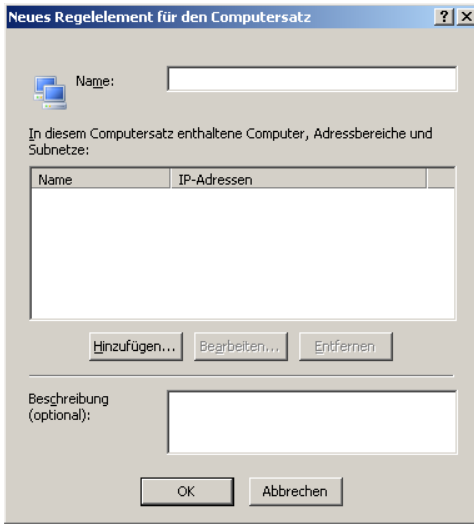 Neues Regelelement für den Computersatz
Name:
In diesem Computersatz enthaltene Computer, Adressbereiche und
Subnetze:
Name IP-Adressen
Hinzufügen... Bearbeiten... Entfernen
Beschreibung
(optional):
OK Abbrechen